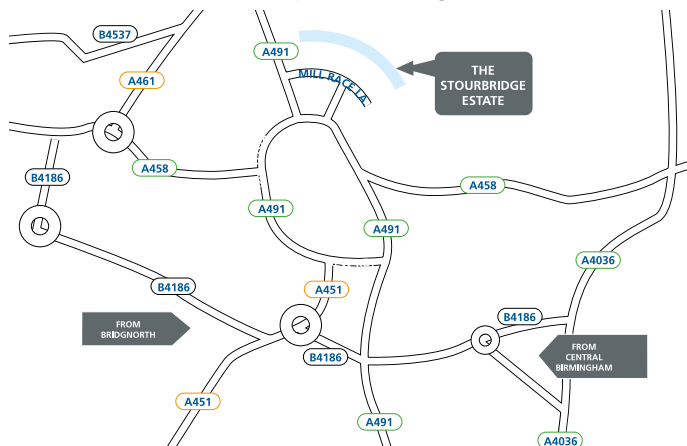 B4537
A491
A461
MILL RACE LA
THE
STOURBRIDGE
ESTATE
A458
B4186
A458
A491
A491
A4036
B4186
A451
FROM
BRIDGNORTH
B4186
B4186
FROM
CENTRAL
BIRMINGHAM
A451
A491
A4036